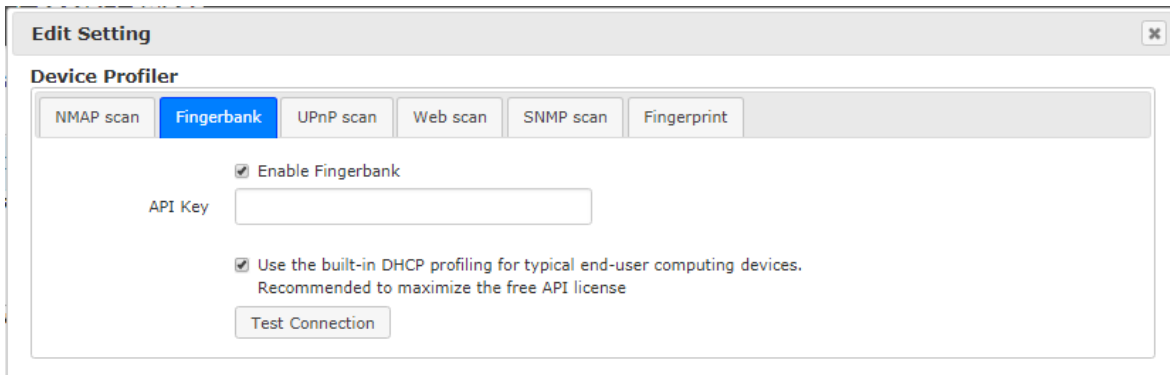 Edit Setting
Device Profiler
NMAP scan
Fingerbank
UPnP scan
Web scan
SNMP scan
Fingerprint
Enable Fingerbank
API Key
Use the built-in DHCP profiling for typical end-user computing devices.
Recommended to maximize the free API license
Test Connection